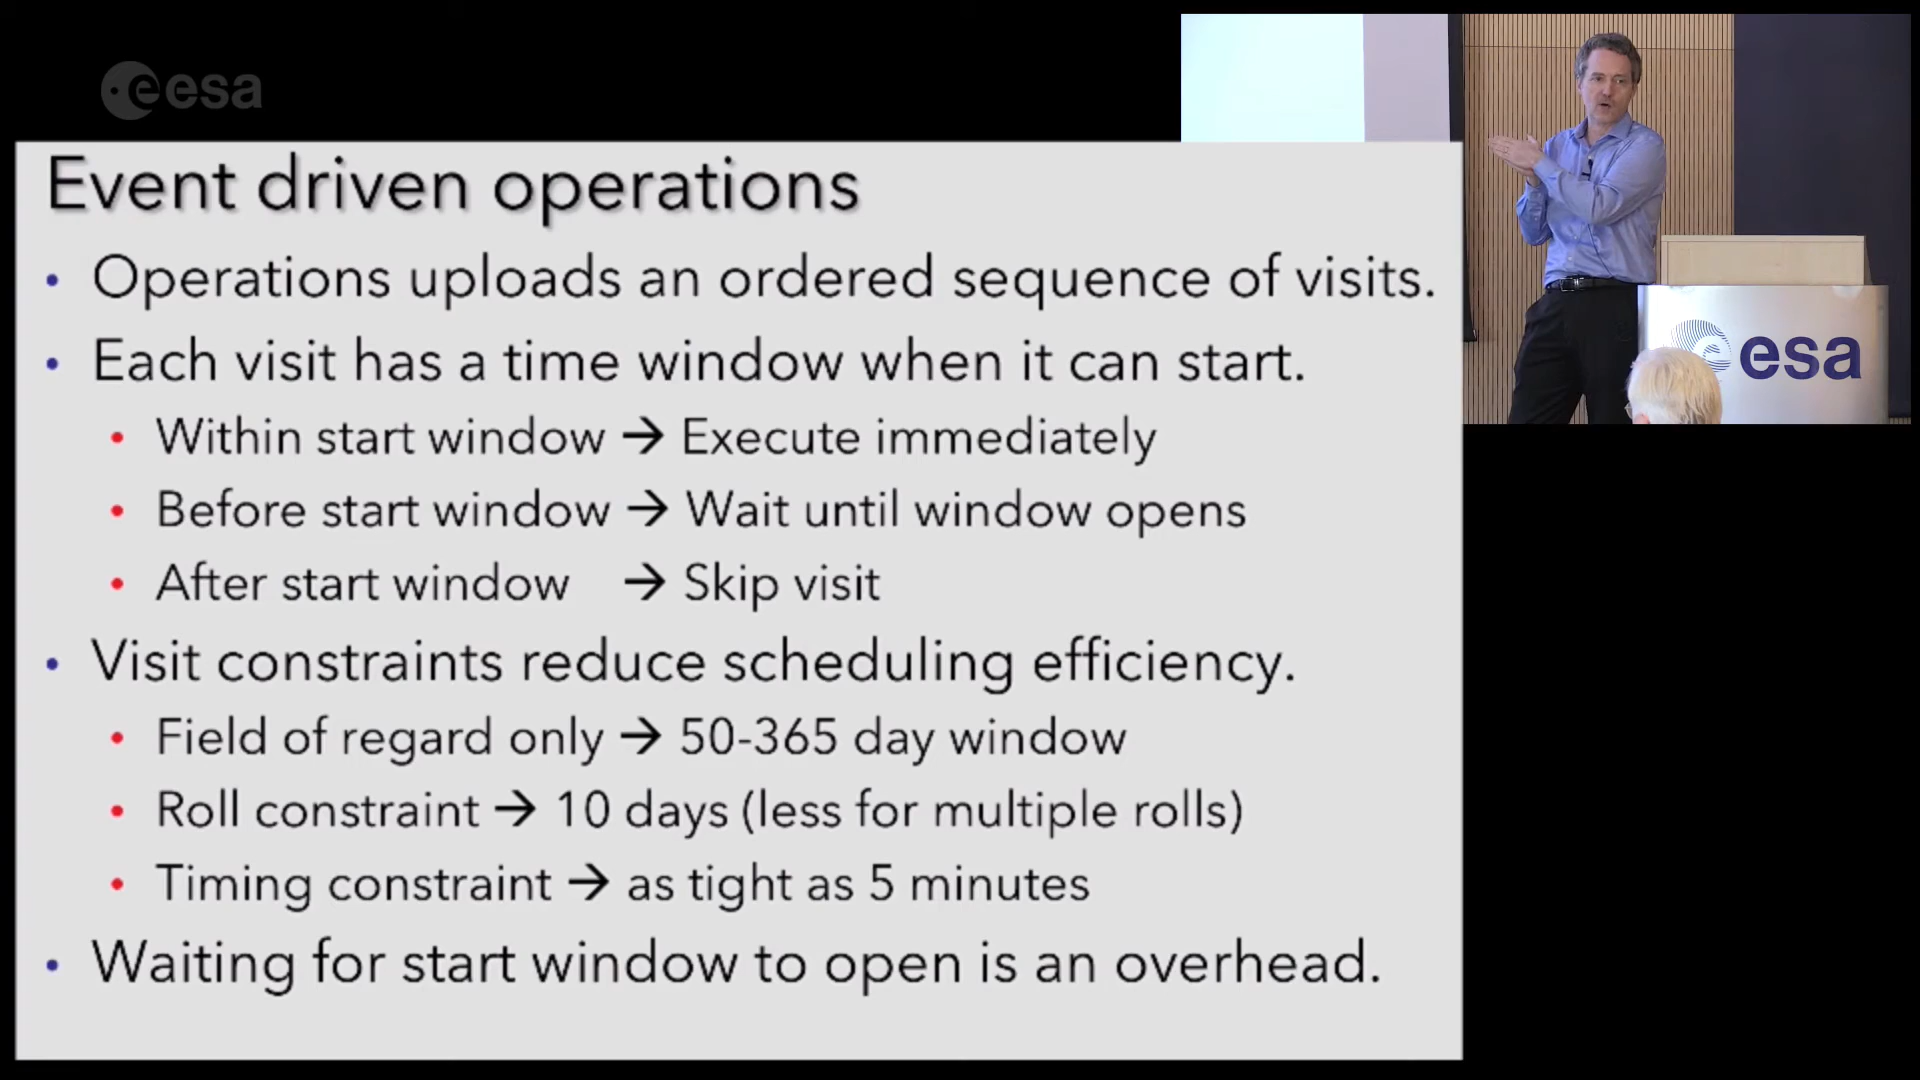 eesa
Event driven operations
• Operations uploads an ordered sequence of visits.
• Each visit has a time window when it can start.
• Within start window → Execute immediately
• Before start window → Wait until window opens
• After start window → Skip visit
• Visit constraints reduce scheduling efficiency.
• Field of regard only → 50-365 day window
• Roll constraint → 10 days (less for multiple rolls)
• Timing constraint → as tight as 5 minutes
• Waiting for start window to open is an overhead.
esa